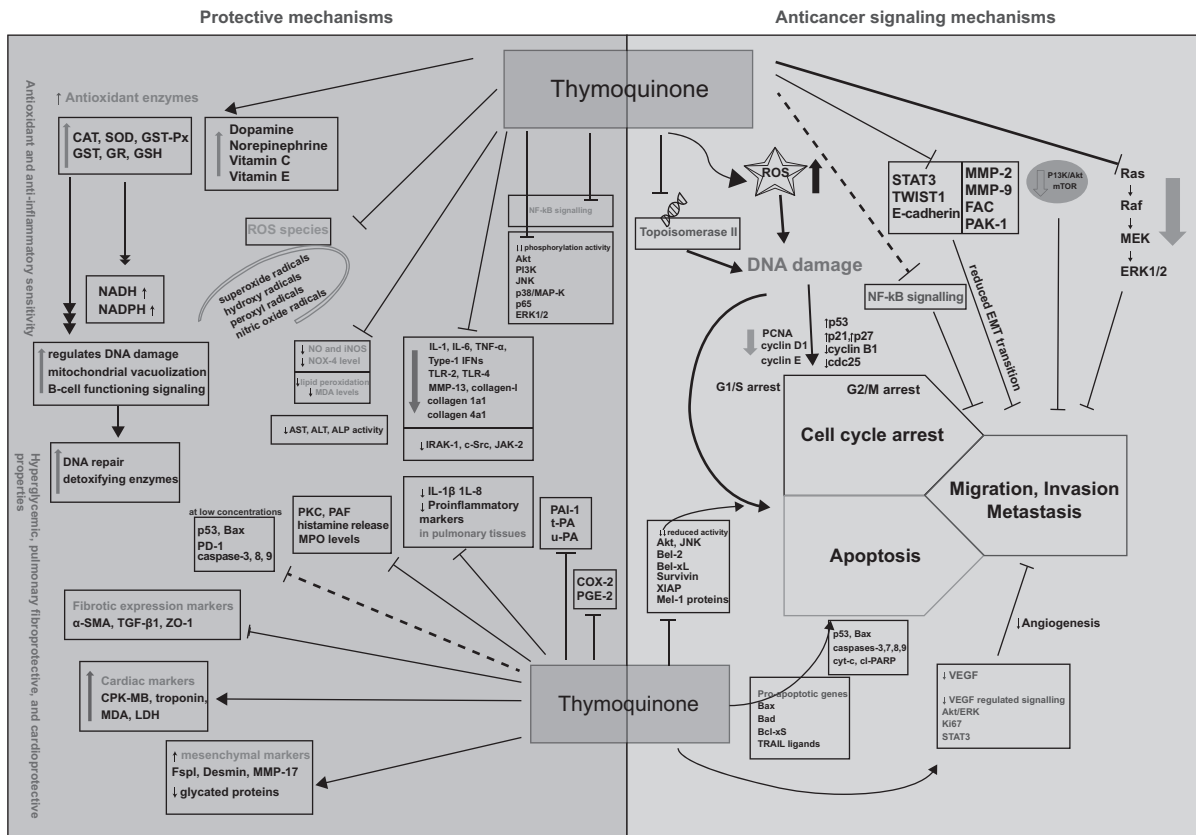 Protective mechanisms
Anticancer signaling mechanisms
Antioxidant and anti-inflammatory sensitivity
Hyperglycemic, pulmonary fibroprotective, and cardioprotective
properties
Thymoquinone
↑ Antioxidant enzymes
CAT, SOD, GST-Px
GST, GR, GSH
Dopamine
Norepinephrine
Vitamin C
Vitamin E
NADH ↑
NADPH ↑
ROS species
superoxide radicals
hydroxy radicals
peroxyl radicals
nitric oxide radicals
NF-kB signalling
↓↓ phosphorylation activity
Akt
PI3K
JNK
p38/MAP-K
p65
ERK1/2
regulates DNA damage
mitochondrial vacuolization
B-cell functioning signaling
DNA repair
detoxifying enzymes
↓ NO and iNOS
↓ NOX-4 level
↓lipid peroxidation
↓ MDA levels
↓AST, ALT, ALP activity
IL-1, IL-6, TNF-α,
Type-1 IFNs
TLR-2, TLR-4
MMP-13, collagen-I
collagen 1a1
collagen 4a1
↓ IRAK-1, c-Src, JAK-2
at low concentrations
p53, Bax
PD-1
caspase-3, 8, 9
PKC, PAF
histamine release
MPO levels
↓ IL-1β 1L-8
↓ Proinflammatory
markers
in pulmonary tissues
PAI-1
t-PA
u-PA
COX-2
PGE-2
Fibrotic expression markers
α-SMA, TGF-β1, ZO-1
Cardiac markers
CPK-MB, troponin,
MDA, LDH
↑ mesenchymal markers
Fspl, Desmin, MMP-17
↓ glycated proteins
Thymoquinone
ROS
Topoisomerase II
DNA damage
STAT3
TWIST1
E-cadherin
MMP-2
MMP-9
FAC
PAK-1
P13K/Akt
mTOR
Ras
Raf
MEK
ERK1/2
NF-kB signalling
reduced EMT transition
PCNA
cyclin D1
cyclin E
↑p53
↑p21,↑p27
↓cyclin B1
↓cdc25
G1/S arrest
G2/M arrest
Cell cycle arrest
Migration, Invasion
Metastasis
Apoptosis
↓↓ reduced activity
Akt, JNK
Bel-2
Bel-xL
Survivin
XIAP
Mel-1 proteins
p53, Bax
caspases-3,7,8,9
cyt-c, cl-PARP
Pro-apoptotic genes
Bax
Bad
Bcl-xS
TRAIL ligands
↓Angiogenesis
↓ VEGF
↓ VEGF regulated signalling
Akt/ERK
Ki67
STAT3